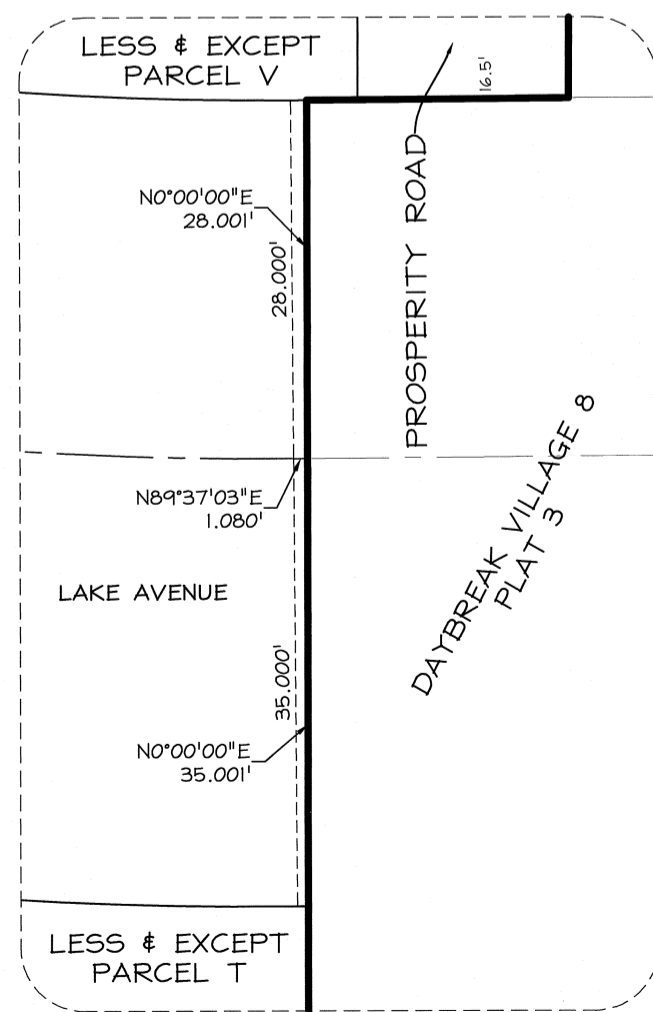 LESS & EXCEPT
PARCEL V
16.5'
PROSPERITY ROAD
N0°00'00"E
28.001'
28.000'
N89°37'03"E
1.080'
LAKE AVENUE
DAYBREAK VILLAGE 8
PLAT 3
35.000'
N0°00'00"E
35.001'
LESS & EXCEPT
PARCEL T